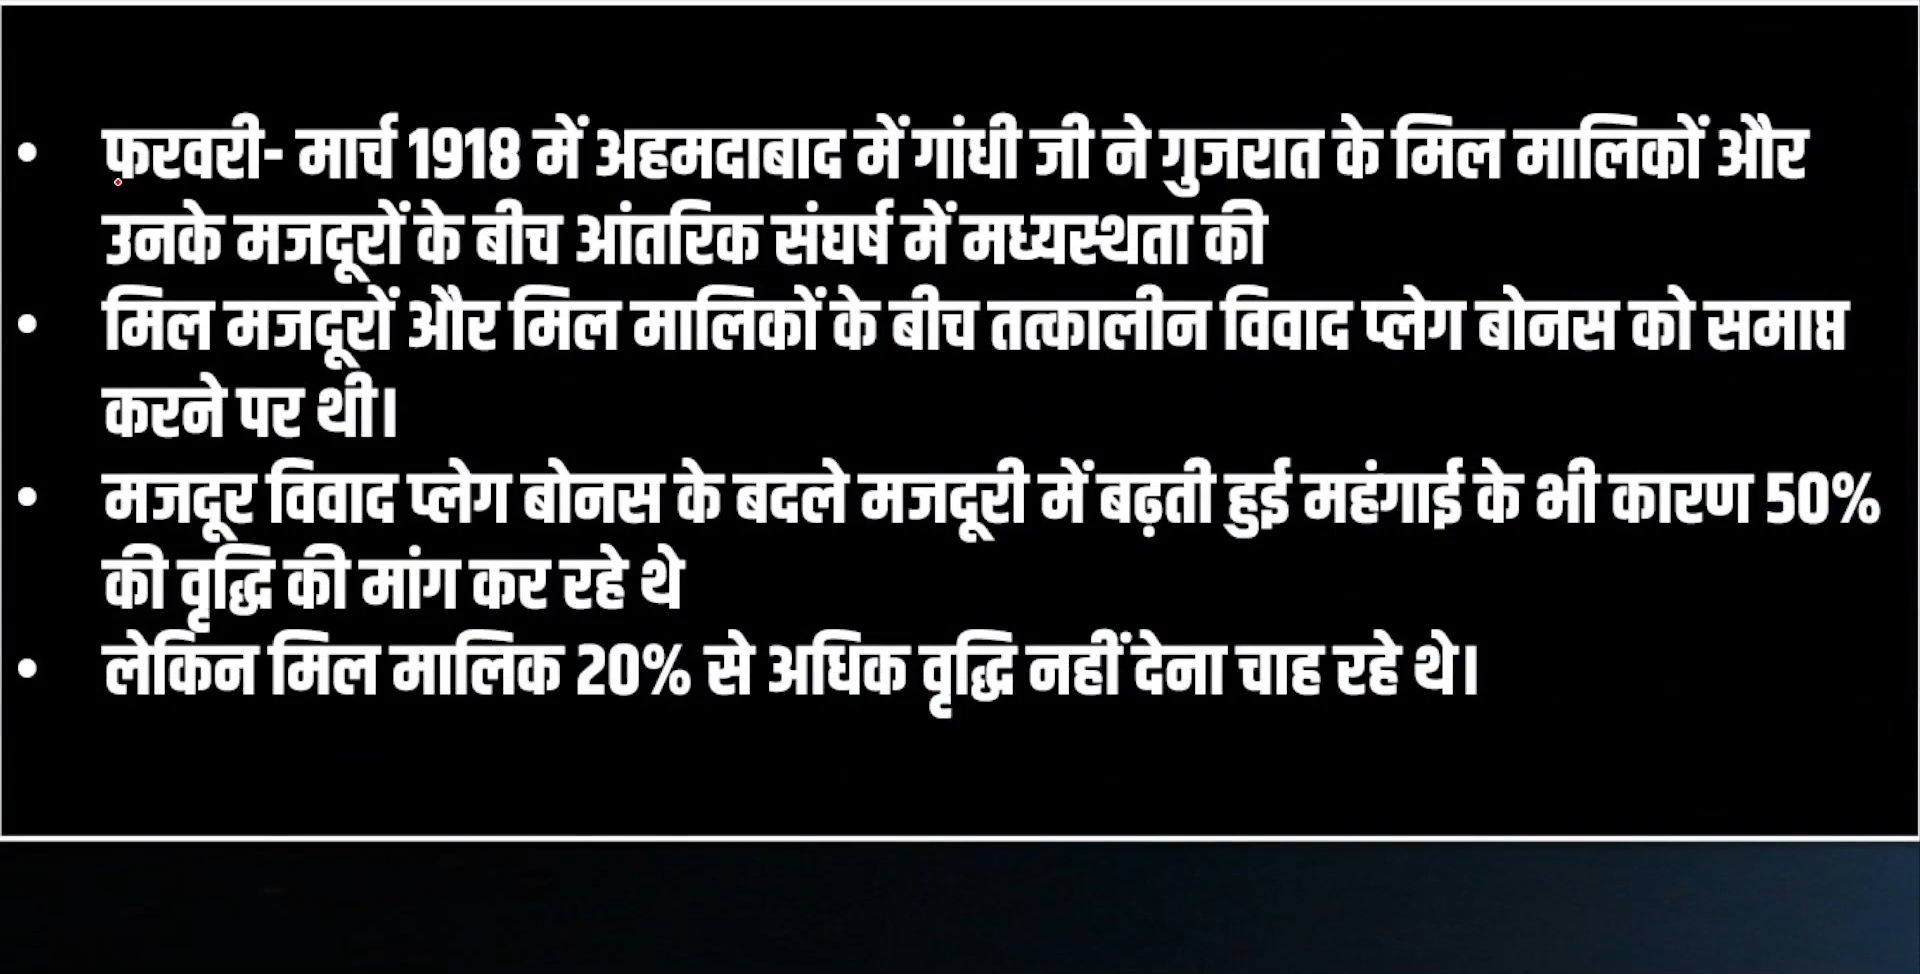 • फरवरी- मार्च 1918 में अहमदाबाद में गांधी जी ने गुजरात के मिल मालिकों और
उनके मजदूरों के बीच आंतरिक संघर्ष में मध्यस्थता की
• मिल मजदूरों और मिल मालिकों के बीच तत्कालीन विवाद प्लेग बोनस को समाप्त
करने पर थी।
• मजदूर विवाद प्लेग बोनस के बदले मजदूरी में बढ़ती हुई महंगाई के भी कारण 50%
की वृद्धि की मांग कर रहे थे
• लेकिन मिल मालिक 20% से अधिक वृद्धि नहीं देना चाह रहे थे।